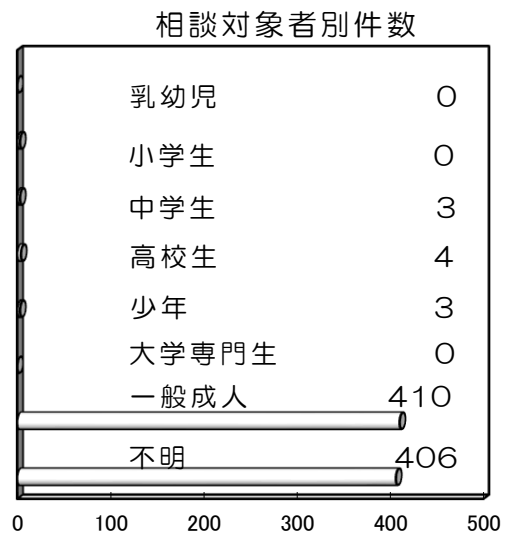 相談対象者別件数
乳幼児 0
小学生 0
中学生 3
高校生 4
少年 3
大学専門生 0
一般成人 410
不明 406
0 100 200 300 400 500